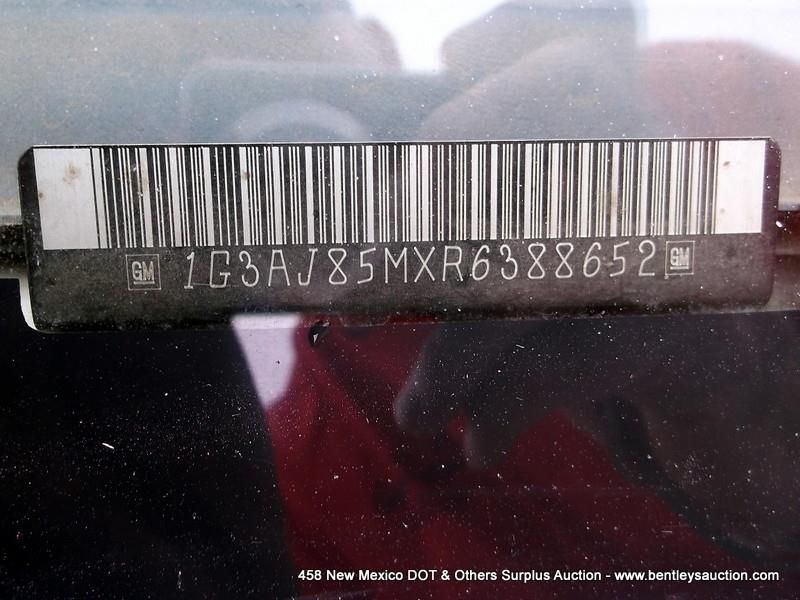 GM 1G3AJ85MXR6388652 GM
458 New Mexico DOT & Others Surplus Auction - www.bentleysauction.com